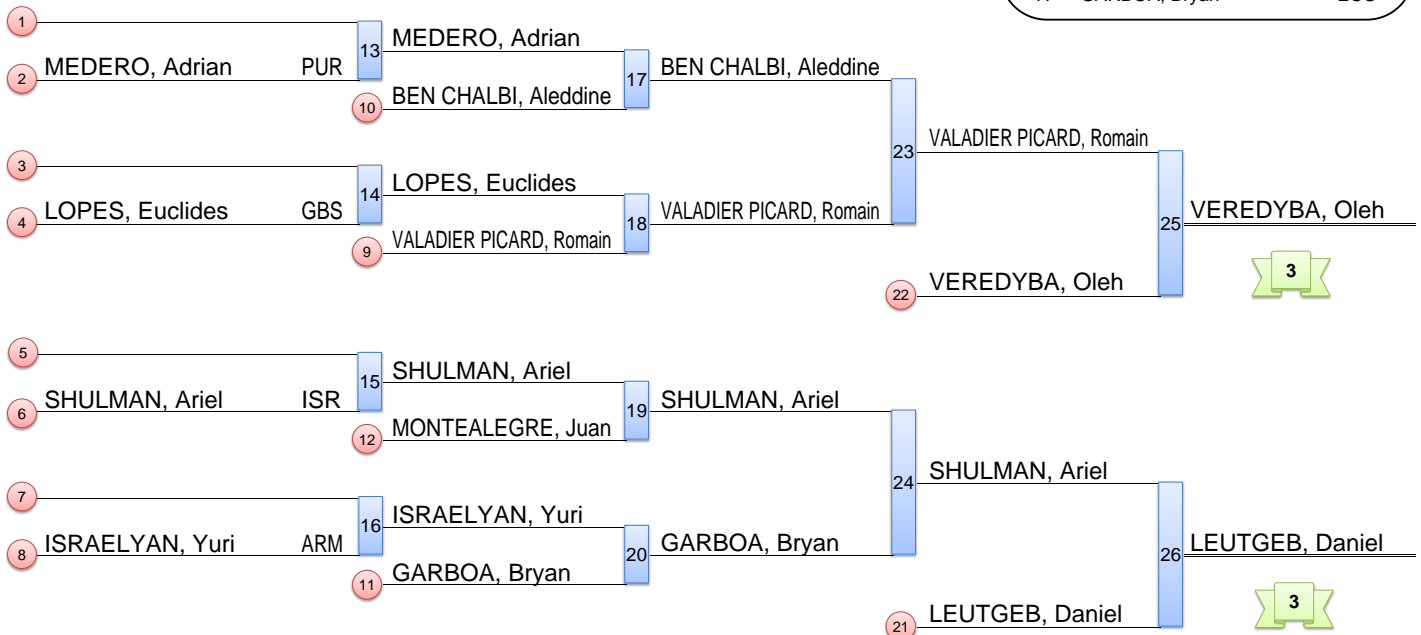 1
13 MEDERO, Adrian
2 MEDERO, Adrian PUR
17 BEN CHALBI, Aleddine
10 BEN CHALBI, Aleddine
3
23 VALADIER PICARD, Romain
14 LOPES, Euclides
4 LOPES, Euclides GBS
18 VALADIER PICARD, Romain
9 VALADIER PICARD, Romain
25 VEREDYBA, Oleh
3
22 VEREDYBA, Oleh
5
15 SHULMAN, Ariel
6 SHULMAN, Ariel ISR
19 SHULMAN, Ariel
12 MONTEALEGRE, Juan
7
24 SHULMAN, Ariel
16 ISRAELYAN, Yuri
8 ISRAELYAN, Yuri ARM
20 GARBOA, Bryan
11 GARBOA, Bryan
26 LEUTGEB, Daniel
3
21 LEUTGEB, Daniel